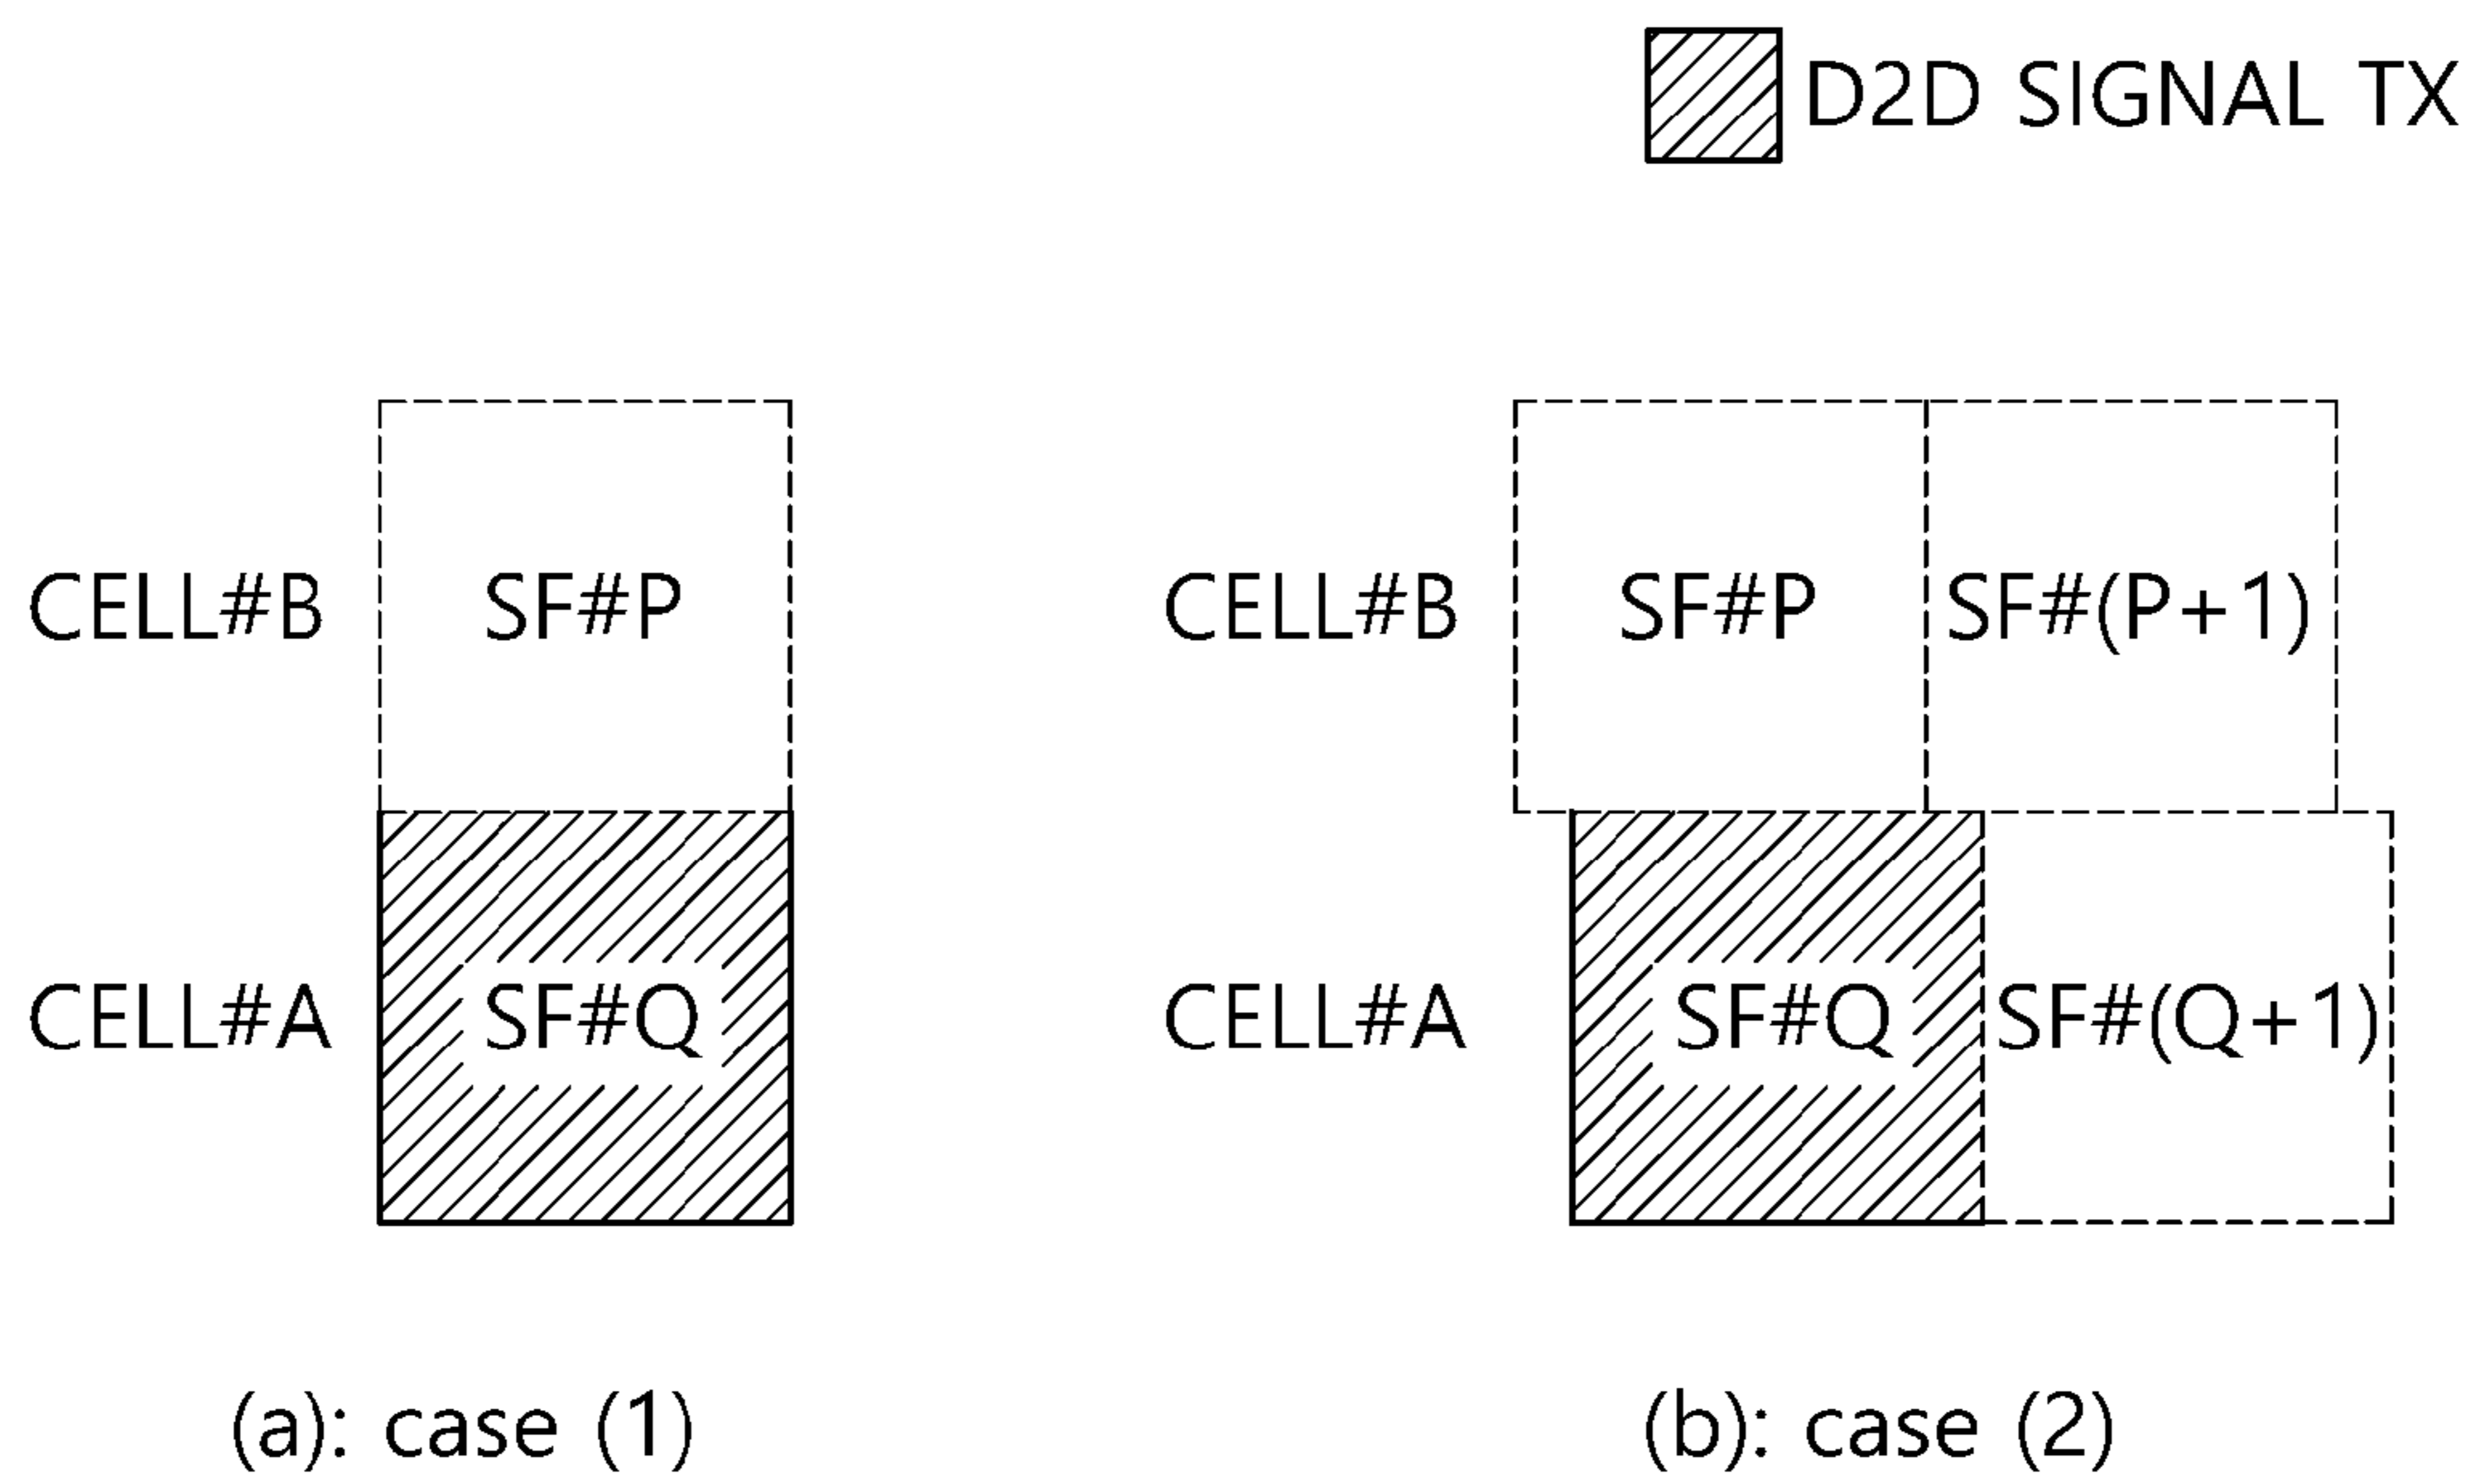 D2D SIGNAL TX
CELL#B SF#P
CELL#A SF#Q
(a): case (1)
CELL#B SF#P SF#(P+1)
CELL#A SF#Q SF#(Q+1)
(b): case (2)